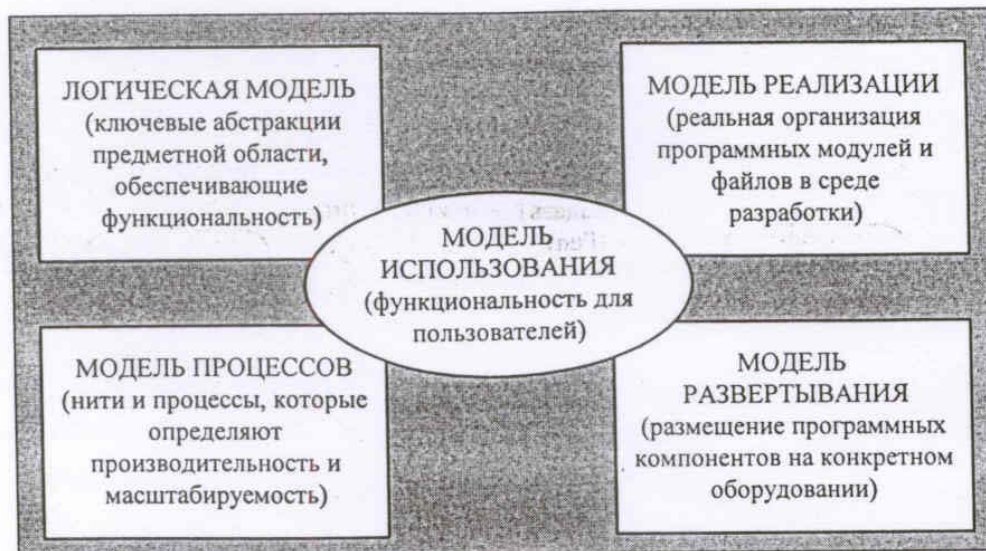 ЛОГИЧЕСКАЯ МОДЕЛЬ
(ключевые абстракции
предметной области,
обеспечивающие
функциональность)
МОДЕЛЬ РЕАЛИЗАЦИИ
(реальная организация
программных модулей и
файлов в среде
разработки)
МОДЕЛЬ
ИСПОЛЬЗОВАНИЯ
(функциональность для
пользователей)
МОДЕЛЬ ПРОЦЕССОВ
(нити и процессы, которые
определяют
производительность и
масштабируемость)
МОДЕЛЬ
РАЗВЕРТЫВАНИЯ
(размещение программных
компонентов на конкретном
оборудовании)